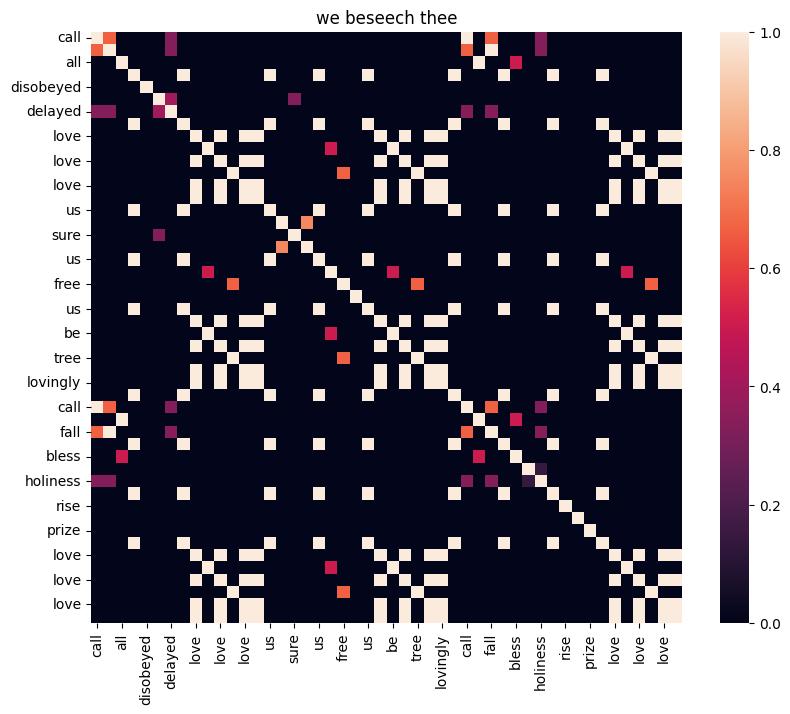 we beseech thee
call
all
disobeyed
delayed
love
love
love
us
sure
us
free
us
be
tree
lovingly
call
fall
bless
holiness
rise
prize
love
love
love
call
all
disobeyed
delayed
love
love
love
us
sure
us
free
us
be
tree
lovingly
call
fall
bless
holiness
rise
prize
love
love
love
1.0
0.8
0.6
0.4
0.2
0.0